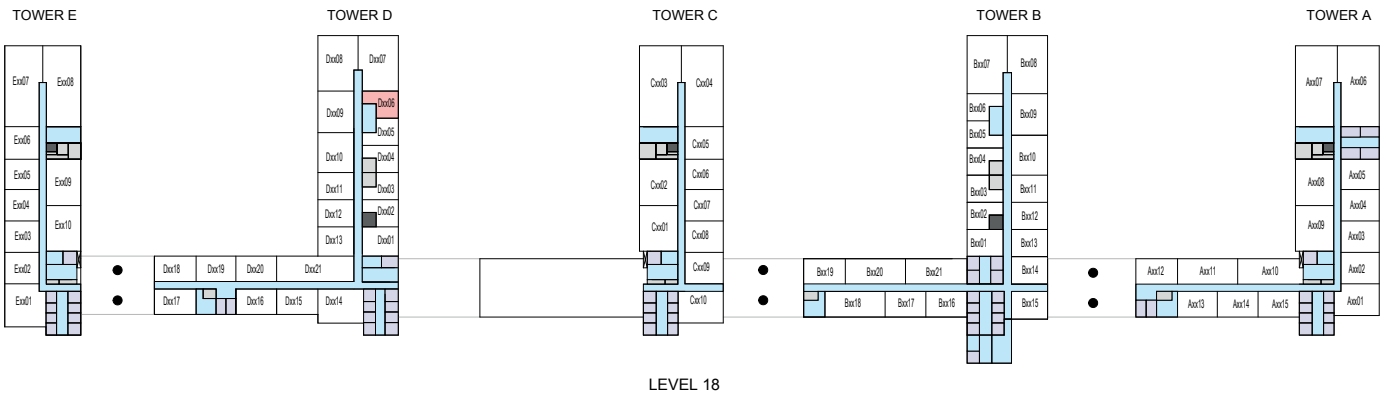 TOWER E
TOWER D
TOWER C
TOWER B
TOWER A
Exx07
Exx08
Exx06
Exx05
Exx09
Exx04
Exx03
Exx10
Exx02
Exx01
Dxx08
Dxx07
Dxx06
Dxx09
Dxx05
Dxx10
Dxx04
Dxx11
Dxx03
Dxx12
Dxx02
Dxx13
Dxx01
Dxx18
Dxx19
Dxx20
Dxx21
Dxx17
Dxx16
Dxx15
Dxx14
Cxx03
Cxx04
Cxx05
Cxx06
Cxx02
Cxx07
Cxx01
Cxx08
Cxx09
Cxx10
Bxx07
Bxx08
Bxx06
Bxx09
Bxx05
Bxx04
Bxx10
Bxx03
Bxx11
Bxx02
Bxx12
Bxx01
Bxx13
Bxx19
Bxx20
Bxx21
Bxx14
Bxx18
Bxx17
Bxx16
Bxx15
Axx07
Axx06
Axx05
Axx08
Axx04
Axx09
Axx03
Axx12
Axx11
Axx10
Axx02
Axx13
Axx14
Axx15
Axx01
LEVEL 18